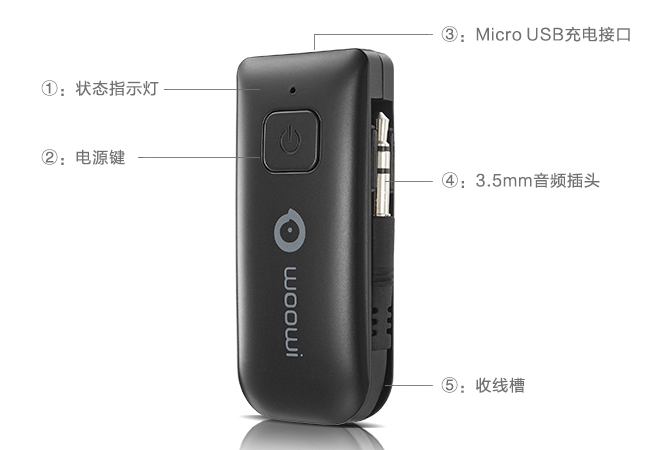 ③：Micro USB充电接口
①：状态指示灯
②：电源键
④：3.5mm音频插头
woowi
⑤：收线槽